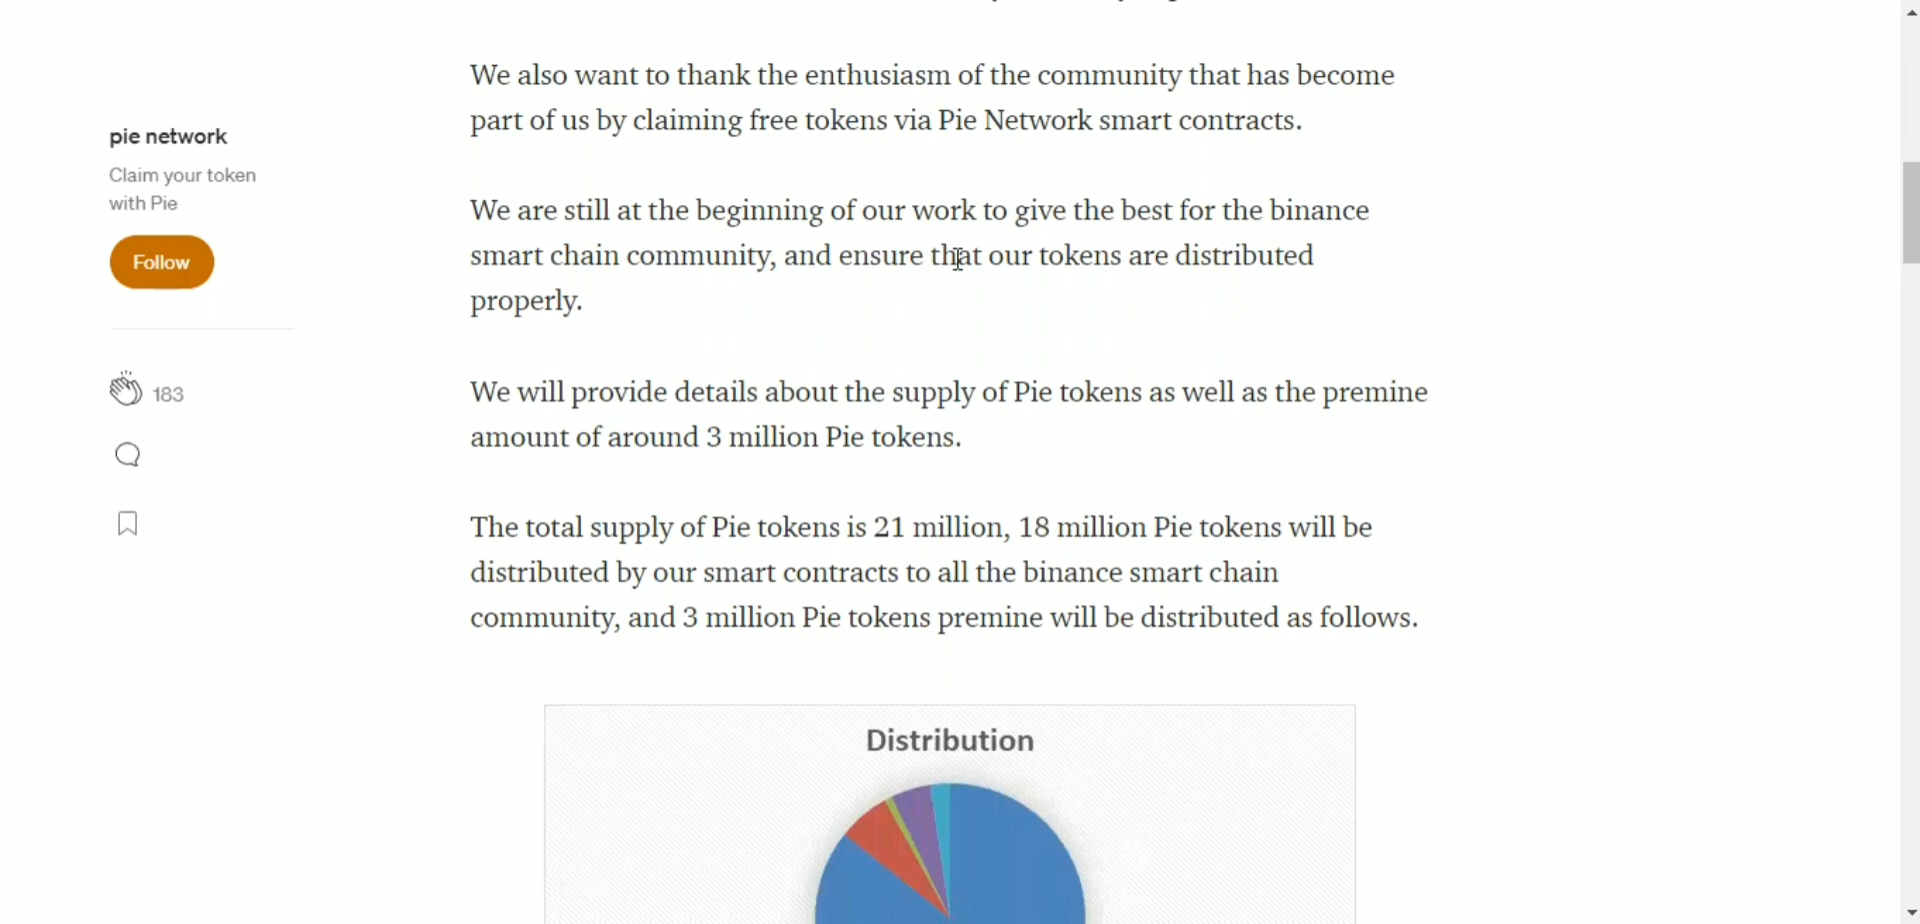 We also want to thank the enthusiasm of the community that has become
part of us by claiming free tokens via Pie Network smart contracts.
pie network
Claim your token
with Pie
Follow
183
We are still at the beginning of our work to give the best for the binance
smart chain community, and ensure that our tokens are distributed
properly.
We will provide details about the supply of Pie tokens as well as the premine
amount of around 3 million Pie tokens.
The total supply of Pie tokens is 21 million, 18 million Pie tokens will be
distributed by our smart contracts to all the binance smart chain
community, and 3 million Pie tokens premine will be distributed as follows.
Distribution